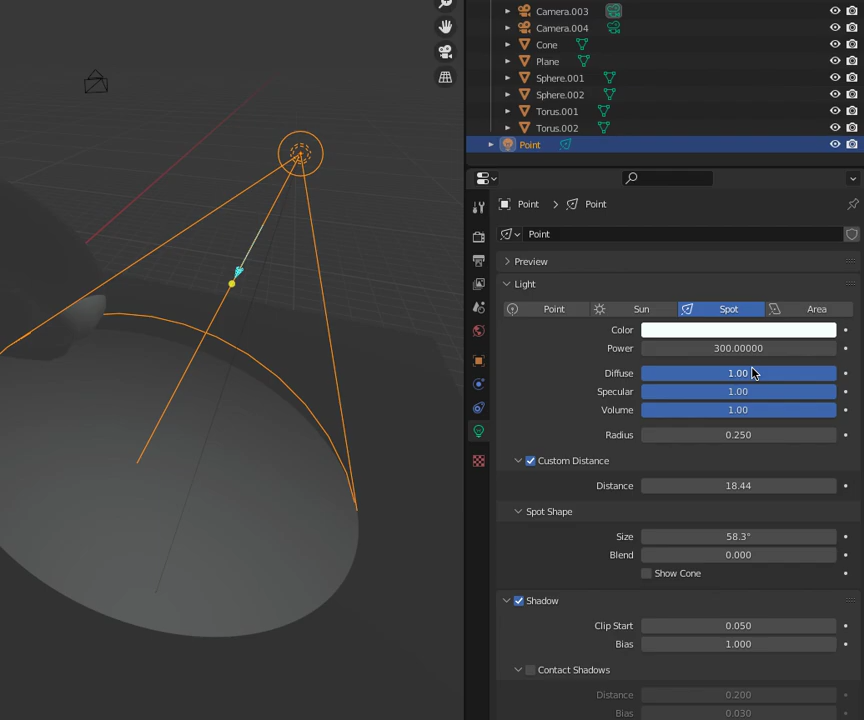 Camera.003
Camera.004
Cone
Plane
Sphere.001
Sphere.002
Torus.001
Torus.002
Point
Point > Point
Point
Preview
Light
Point Sun Spot Area
Color
Power 300.00000
Diffuse 1.00
Specular 1.00
Volume 1.00
Radius 0.250
Custom Distance
Distance 18.44
Spot Shape
Size 58.3°
Blend 0.000
Show Cone
Shadow
Clip Start 0.050
Bias 1.000
Contact Shadows
Distance 0.200
Bias 0.030